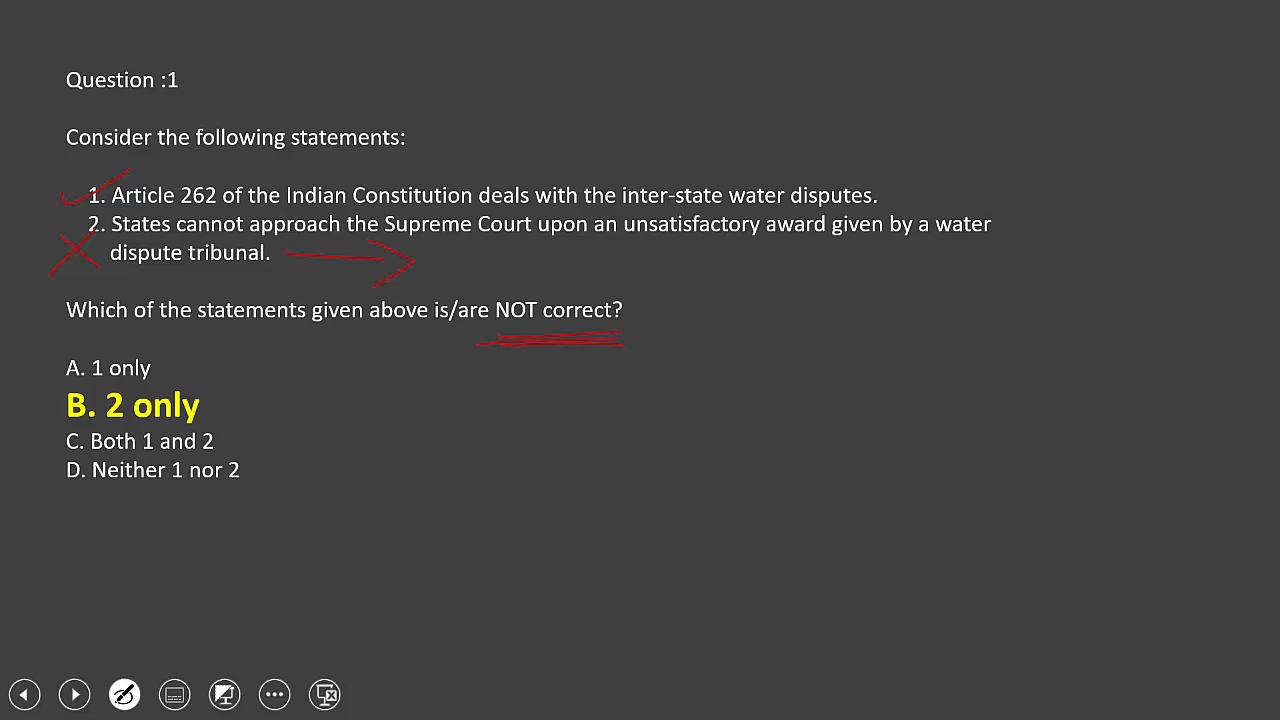 Question :1
Consider the following statements:
1. Article 262 of the Indian Constitution deals with the inter-state water disputes.
2. States cannot approach the Supreme Court upon an unsatisfactory award given by a water
dispute tribunal.
Which of the statements given above is/are NOT correct?
A. 1 only
B. 2 only
C. Both 1 and 2
D. Neither 1 nor 2